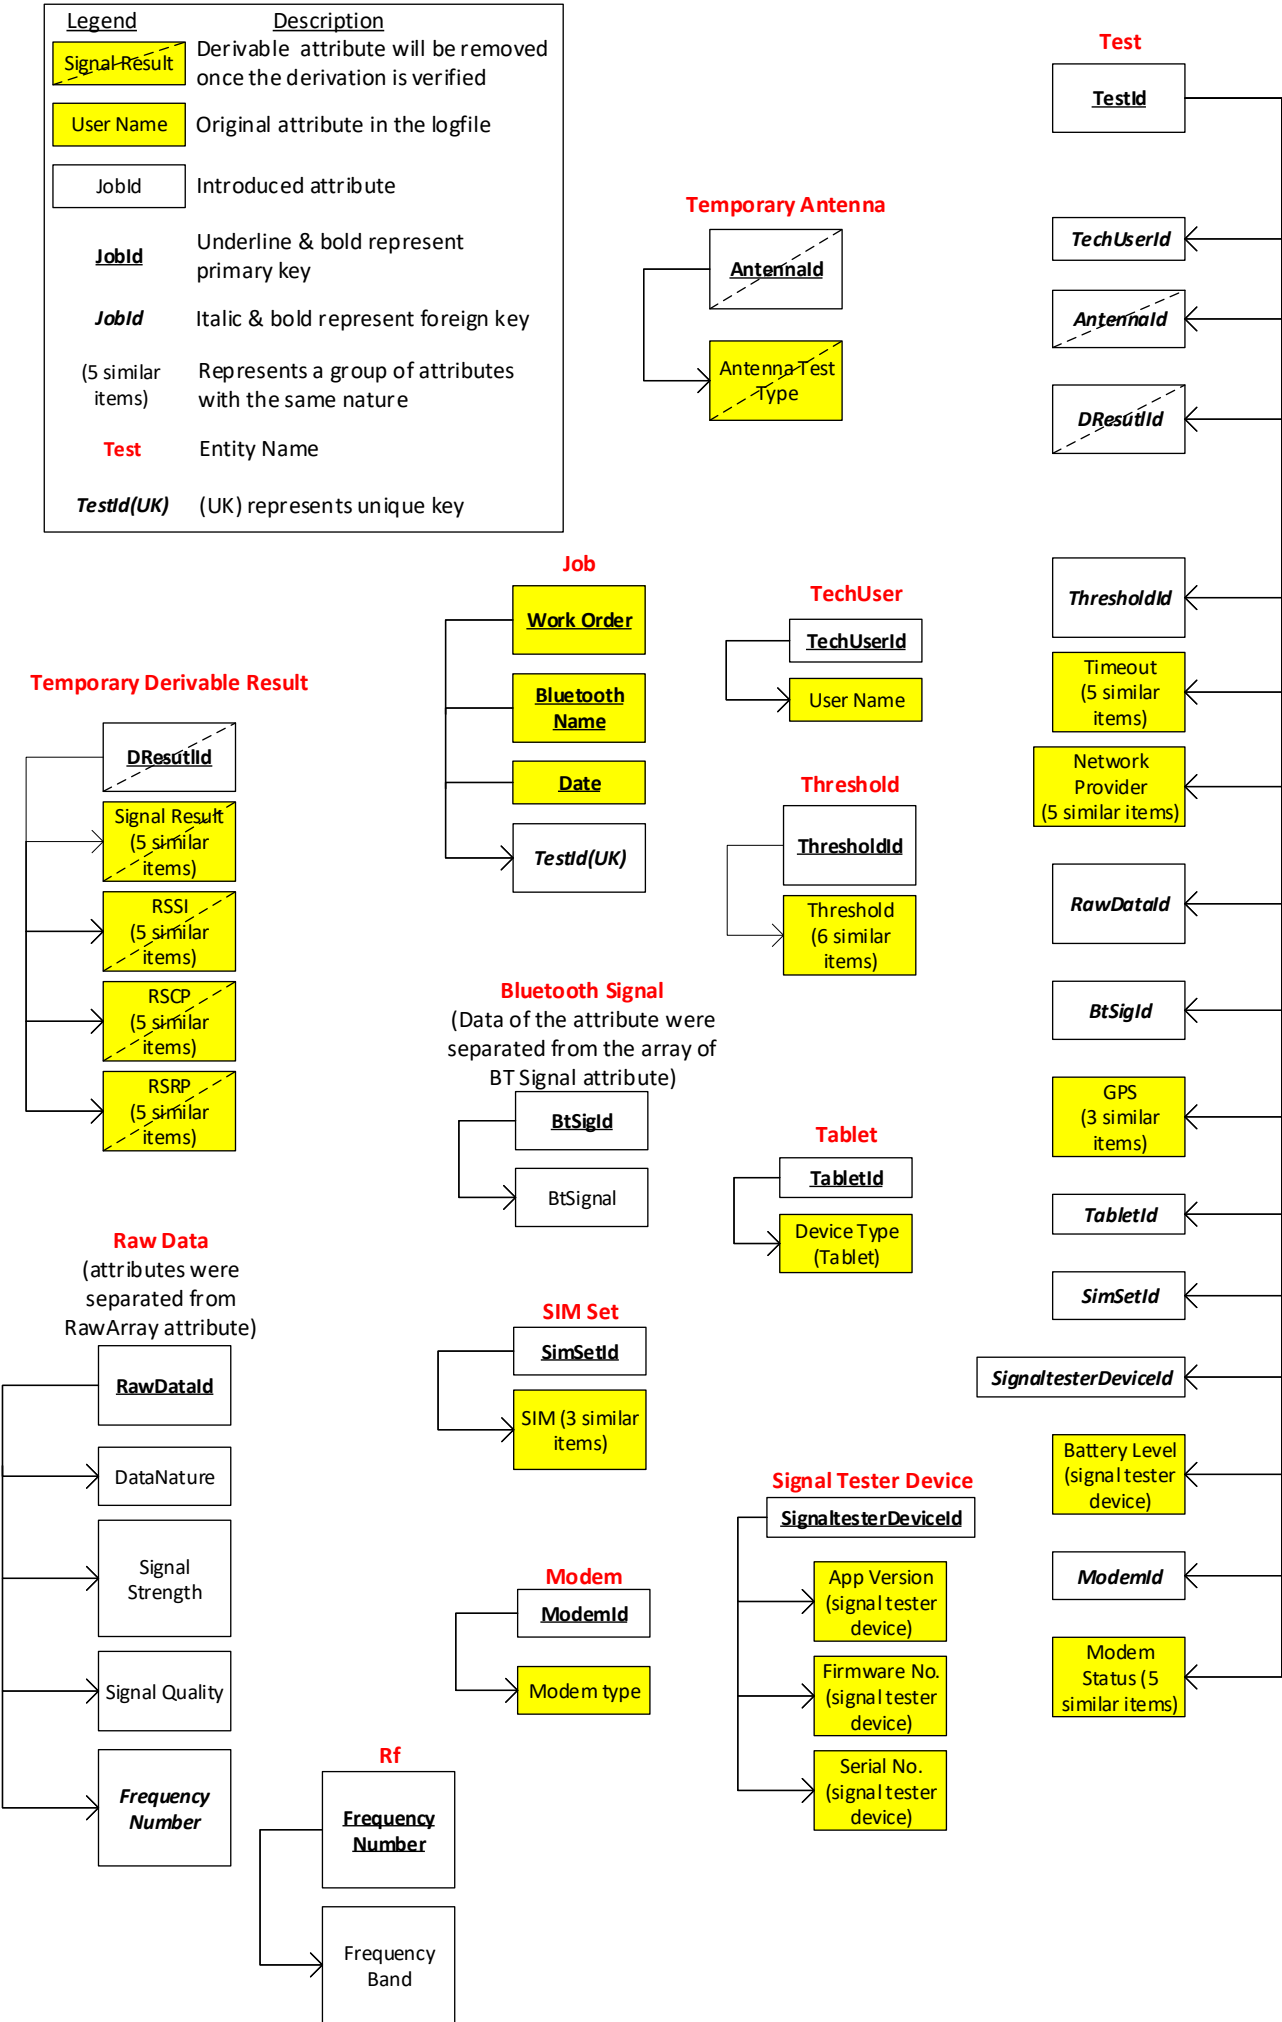 Legend Description
Signal Result
Derivable attribute will be removed
once the derivation is verified
User Name
Original attribute in the logfile
JobId
Introduced attribute
JobId
Underline & bold represent
primary key
JobId
Italic & bold represent foreign key
(5 similar
items)
Represents a group of attributes
with the same nature
Test
Entity Name
TestId(UK)
(UK) represents unique key
Temporary Antenna
AntennaId
Antenna Test
Type
Test
TestId
TechUserId
AntennaId
DResutlId
ThresholdId
Timeout
(5 similar
items)
Network
Provider
(5 similar items)
RawDataId
BtSigId
GPS
(3 similar
items)
TabletId
SimSetId
SignaltesterDeviceId
Battery Level
(signal tester
device)
ModemId
Modem
Status (5
similar items)
Job
Work Order
Bluetooth
Name
Date
TestId(UK)
TechUser
TechUserId
User Name
Temporary Derivable Result
DResutlId
Signal Result
(5 similar
items)
RSSI
(5 similar
items)
RSCP
(5 similar
items)
RSRP
(5 similar
items)
Threshold
ThresholdId
Threshold
(6 similar
items)
Bluetooth Signal
(Data of the attribute were
separated from the array of
BT Signal attribute)
BtSigId
BtSignal
Tablet
TabletId
Device Type
(Tablet)
Raw Data
(attributes were
separated from
RawArray attribute)
RawDataId
DataNature
Signal
Strength
Signal Quality
Frequency
Number
SIM Set
SimSetId
SIM (3 similar
items)
Signal Tester Device
SignaltesterDeviceId
App Version
(signal tester
device)
Firmware No.
(signal tester
device)
Serial No.
(signal tester
device)
Modem
ModemId
Modem type
Rf
Frequency
Number
Frequency
Band